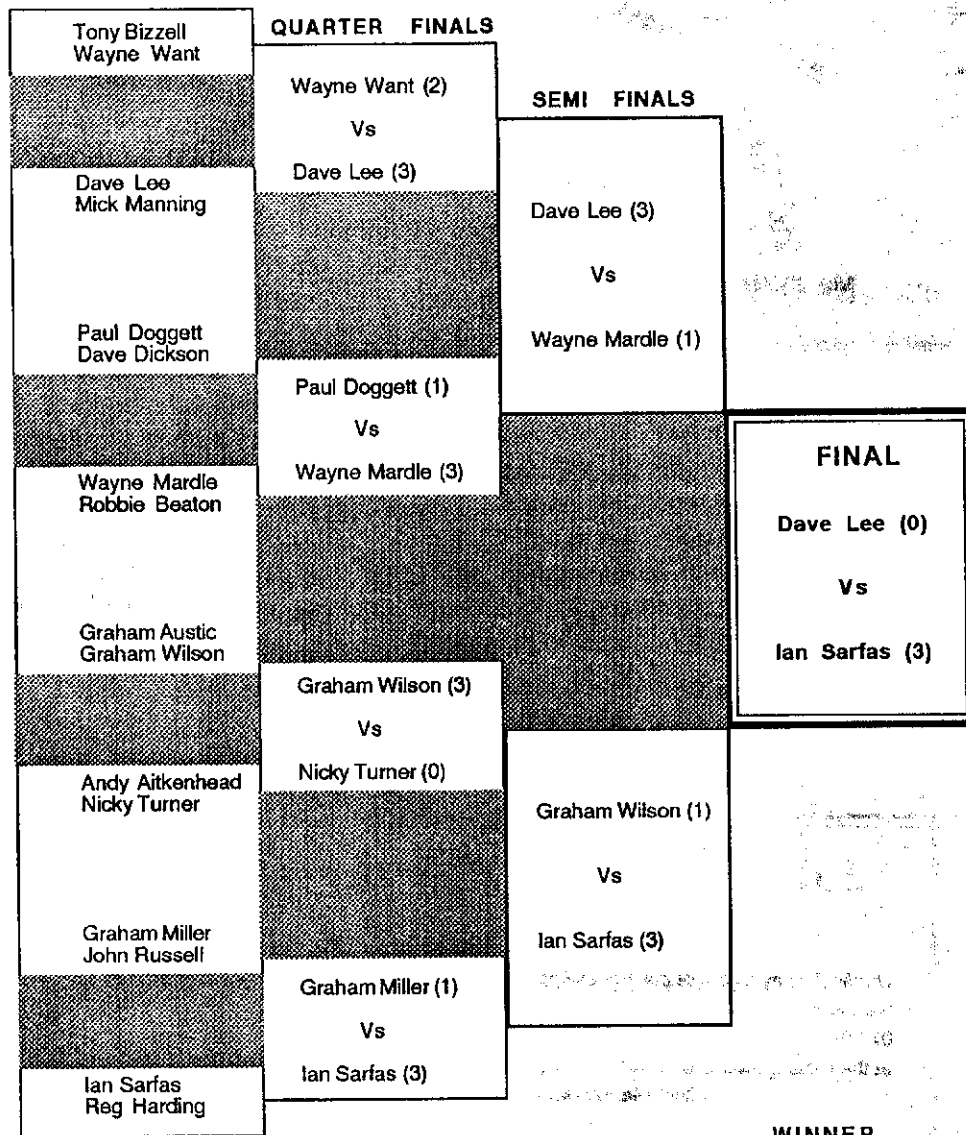 Tony Bizzell
Wayne Want
Dave Lee
Mick Manning
Paul Doggett
Dave Dickson
Wayne Mardle
Robbie Beaton
Graham Austic
Graham Wilson
Andy Aitkenhead
Nicky Turner
Graham Miller
John Russell
Ian Sarfas
Reg Harding
QUARTER FINALS
Wayne Want (2)
Vs
Dave Lee (3)
Paul Doggett (1)
Vs
Wayne Mardle (3)
Graham Wilson (3)
Vs
Nicky Turner (0)
Graham Miller (1)
Vs
Ian Sarfas (3)
SEMI FINALS
Dave Lee (3)
Vs
Wayne Mardle (1)
Graham Wilson (1)
Vs
Ian Sarfas (3)
FINAL
Dave Lee (0)
Vs
Ian Sarfas (3)
WINNER